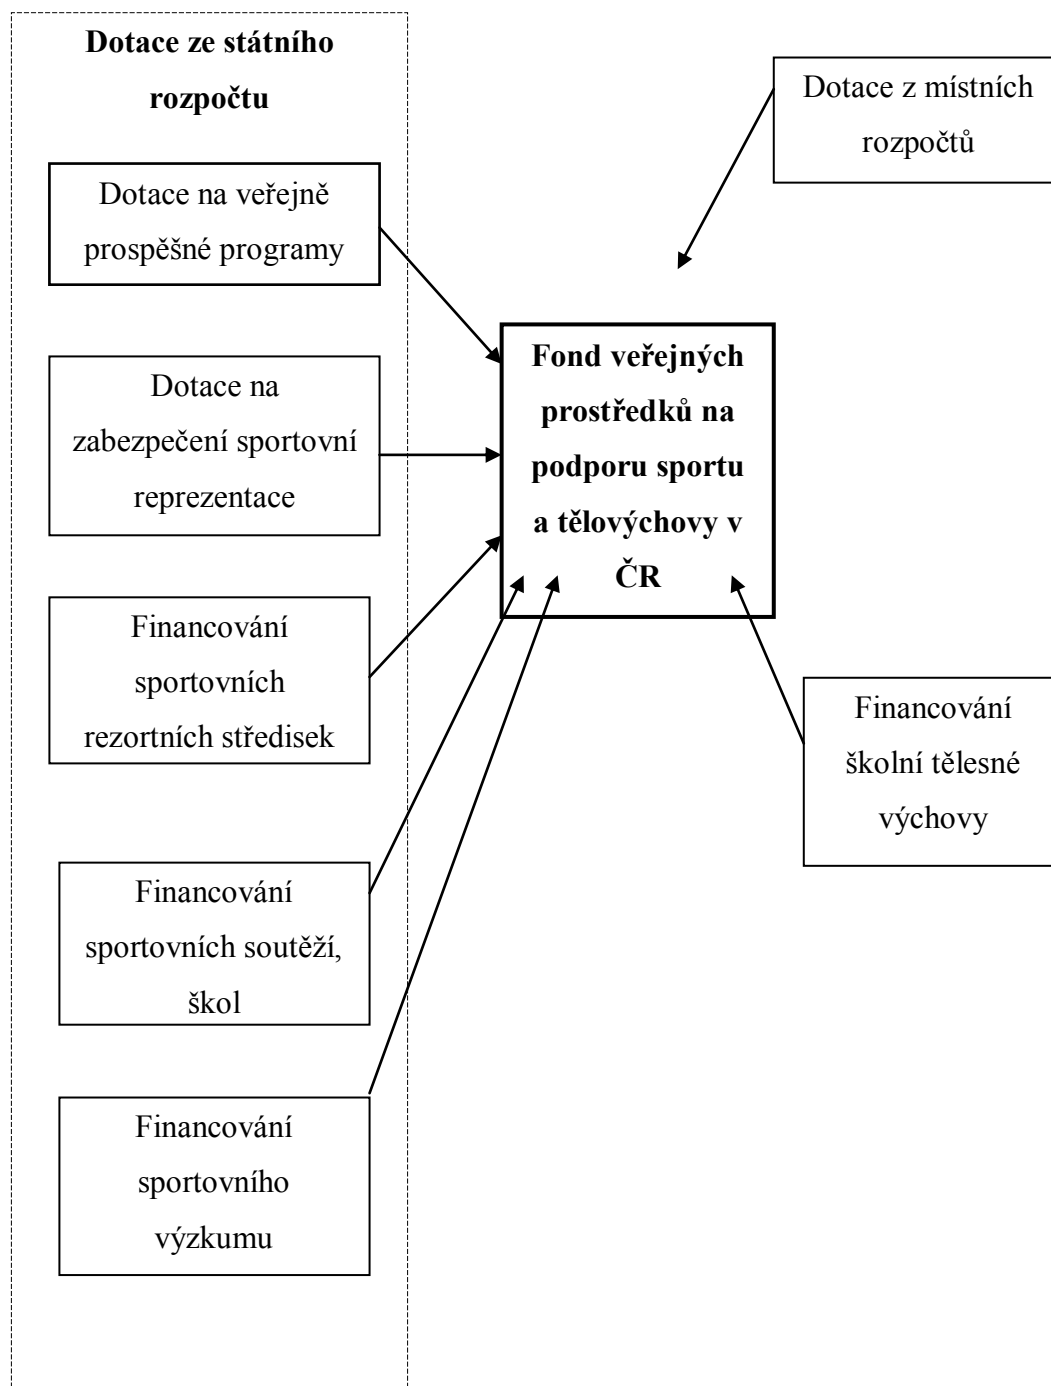 Dotace ze státního
rozpočtu
Dotace na veřejně
prospěšné programy
Dotace na
zabezpečení sportovní
reprezentace
Financování
sportovních
rezortních středisek
Financování
sportovních soutěží,
škol
Financování
sportovního
výzkumu
Fond veřejných
prostředků na
podporu sportu
a tělovýchovy v
ČR
Dotace z místních
rozpočtů
Financování
školní tělesné
výchovy